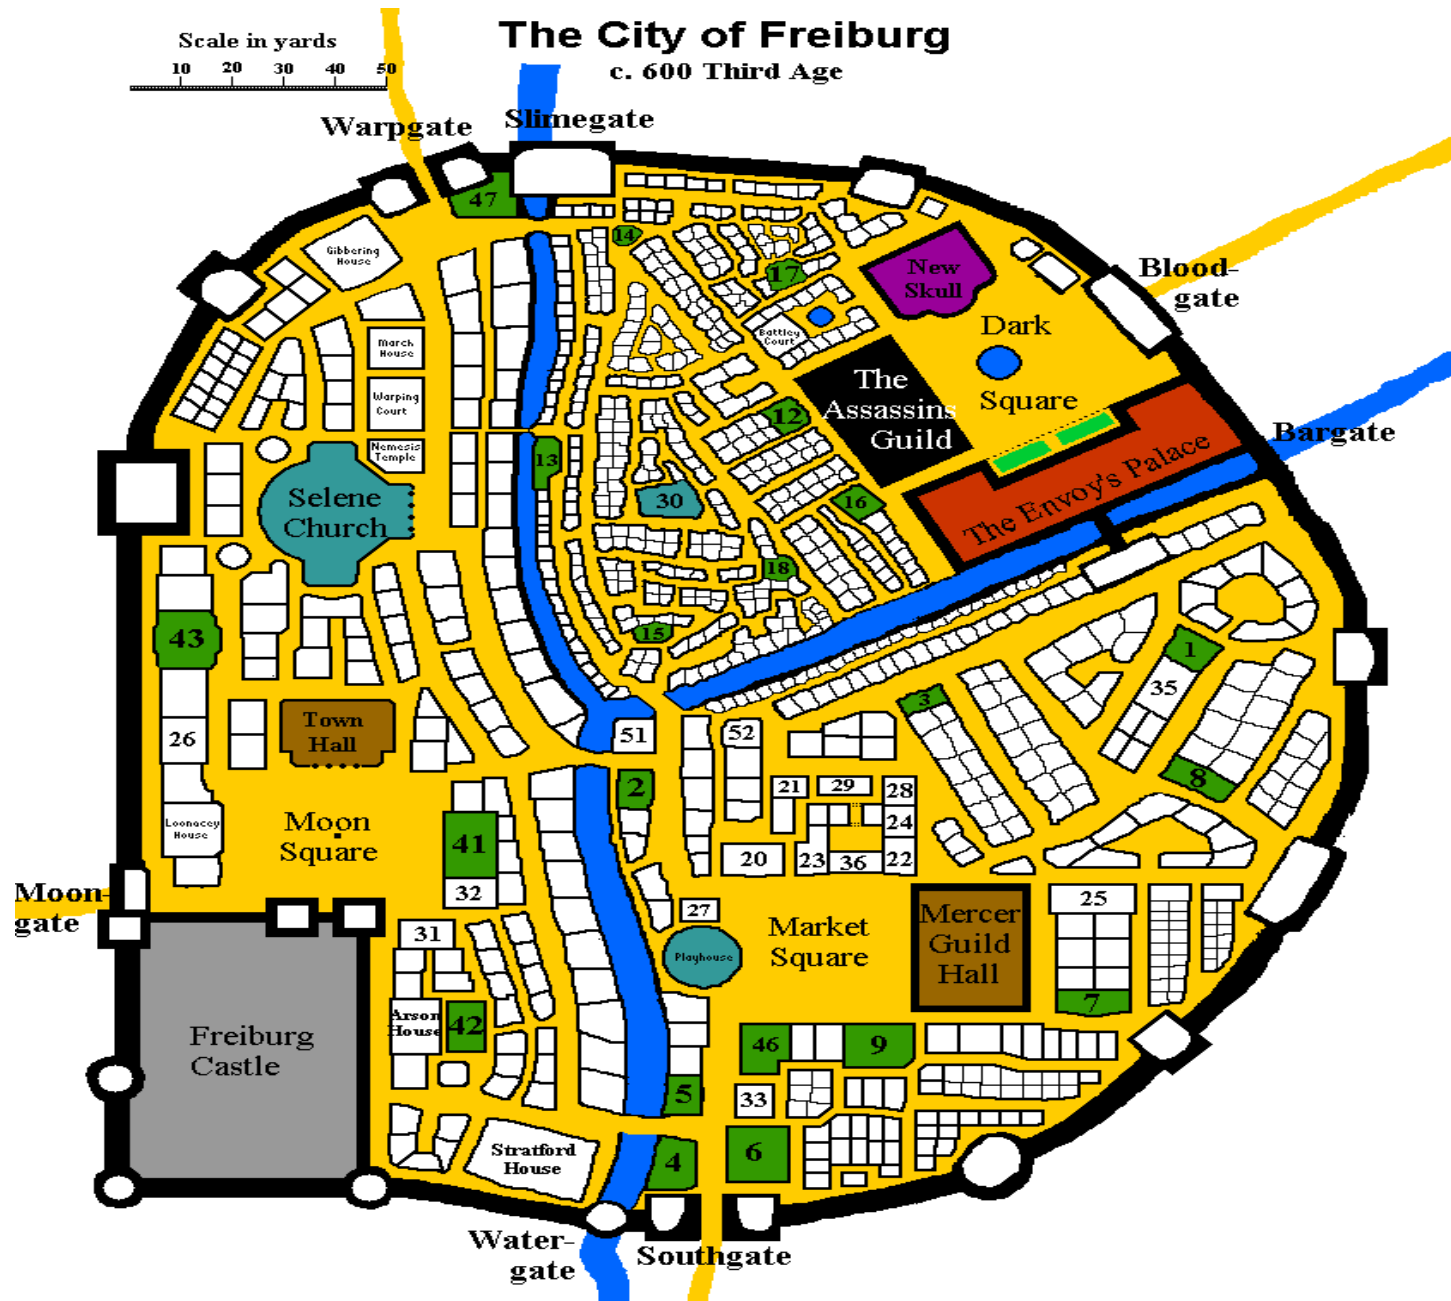 The City of Freiburg
c. 600 Third Age
Scale in yards
10 20 30 40 50
Warpgate
Slimegate
47
14
Gibbering
House
17
New
Skull
Blood-
gate
Dark
Square
March
House
Battley
Court
The
Assassins
Guild
Warping
Court
12
Bargate
Nemesis
Temple
13
The Envoy's Palace
Selene
Church
30
16
18
43
15
1
35
3
26
Town
Hall
51
52
8
2
21
29
28
Loonacey
House
Moon
Square
41
24
20
23
36
22
32
Moon-
gate
25
27
Market
Square
Mercer
Guild
Hall
31
Playhouse
7
Arson
House
42
Freiburg
Castle
46
9
5
33
Stratford
House
4
6
Water-
gate
Southgate